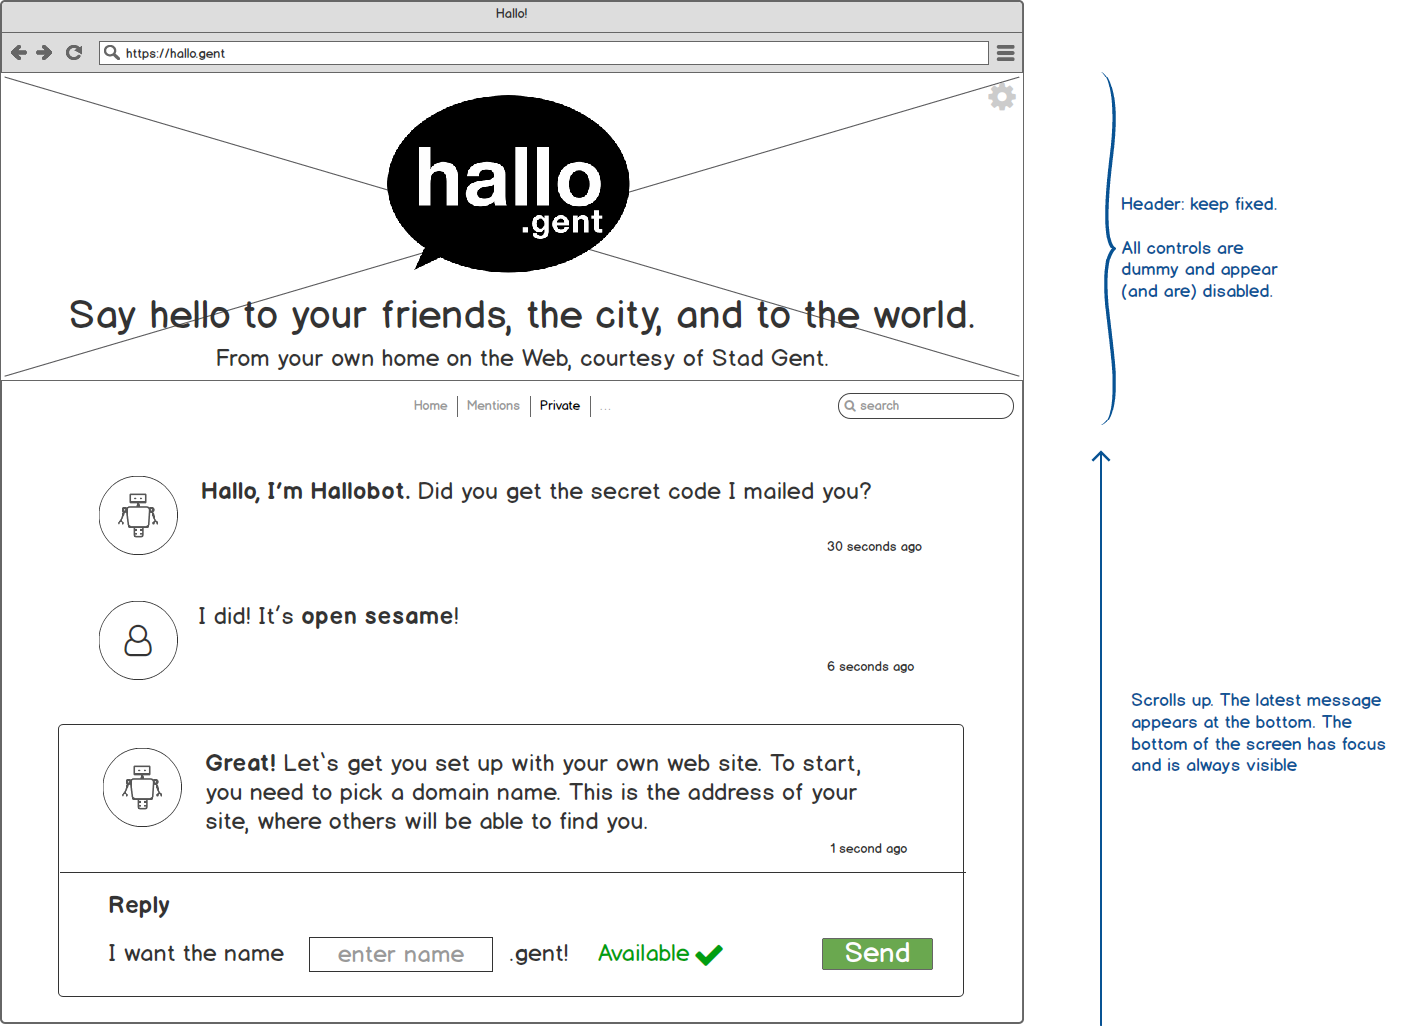 Hallo!
https://hallo.gent
hallo
.gent
Say hello to your friends, the city, and to the world.
From your own home on the Web, courtesy of Stad Gent.
Home
Mentions
Private
...
search
Hallo, I'm Hallobot. Did you get the secret code I mailed you?
30 seconds ago
I did! It's open sesame!
6 seconds ago
Great! Let`s get you set up with your own web site. To start,
you need to pick a domain name. This is the address of your
site, where others will be able to find you.
1 second ago
Reply
I want the name
enter name
.gent!
Available
Send
Header: keep fixed.
All controls are
dummy and appear
(and are) disabled.
Scrolls up. The latest message
appears at the bottom. The
bottom of the screen has focus
and is always visible